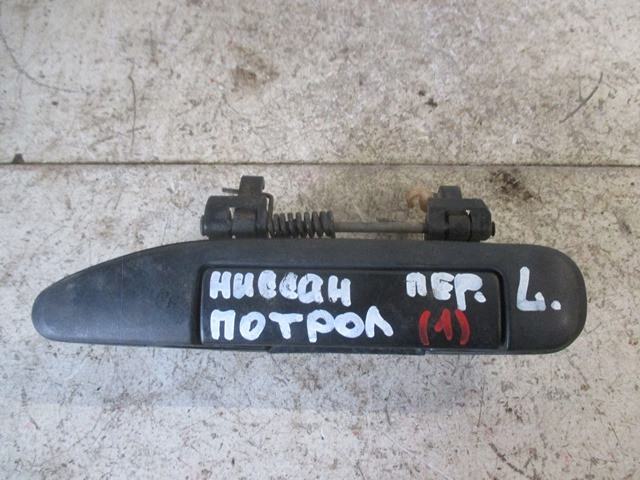 ниссан пер. L.
потрол (1)